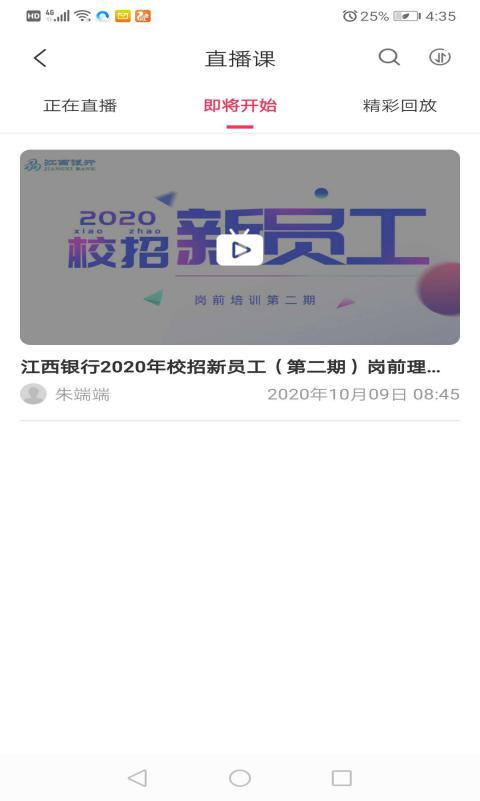 HD 4G 25% 4:35
直播课
正在直播 即将开始 精彩回放
江西银行
JIANGXI BANK
2020
xiao zhao
校招 新员工
岗前培训第二期
江西银行2020年校招新员工（第二期）岗前理...
朱端端 2020年10月09日 08:45